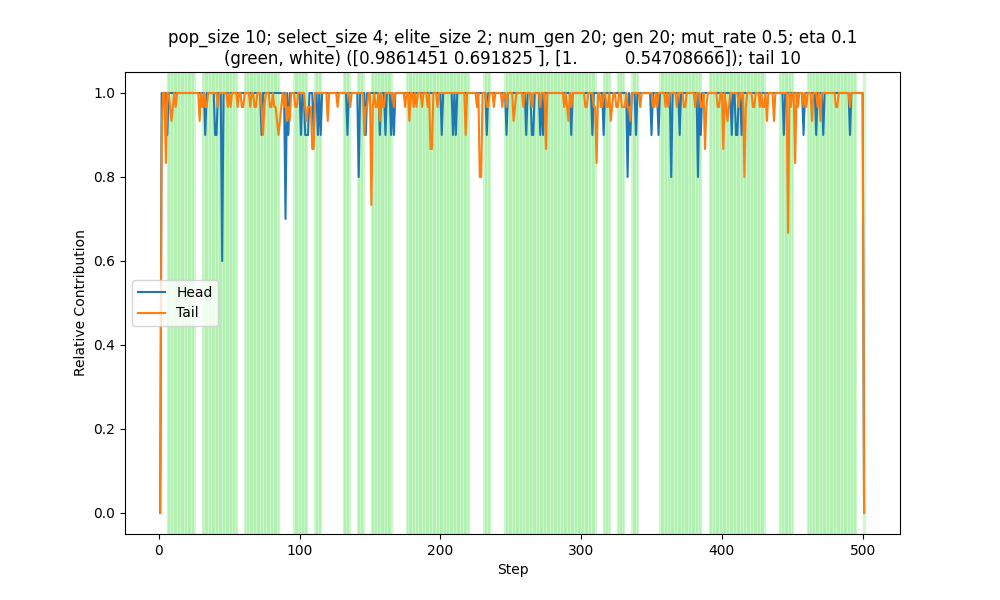 pop_size 10; select_size 4; elite_size 2; num_gen 20; gen 20; mut_rate 0.5; eta 0.1
(green, white) ([0.9861451 0.691825 ], [1.          0.54708666]); tail 10
1.0
0.8
0.6
0.4
0.2
0.0
Relative Contribution
Head
Tail
0
100
200
300
400
500
Step